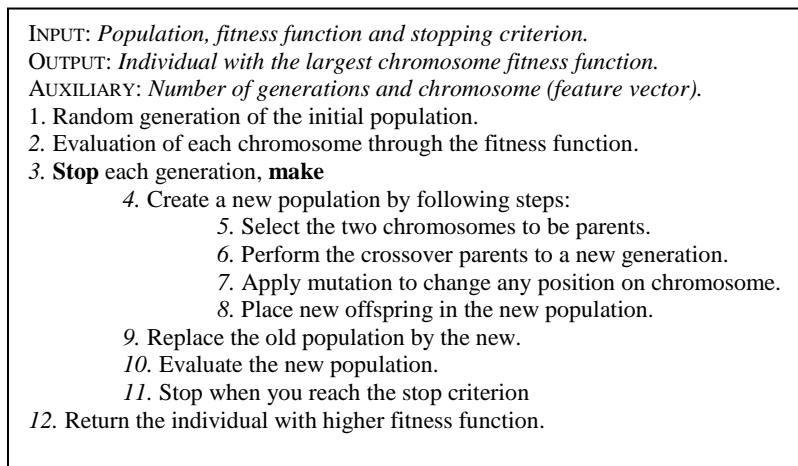 INPUT: Population, fitness function and stopping criterion.
OUTPUT: Individual with the largest chromosome fitness function.
AUXILIARY: Number of generations and chromosome (feature vector).
1. Random generation of the initial population.
2. Evaluation of each chromosome through the fitness function.
3. Stop each generation, make
4. Create a new population by following steps:
5. Select the two chromosomes to be parents.
6. Perform the crossover parents to a new generation.
7. Apply mutation to change any position on chromosome.
8. Place new offspring in the new population.
9. Replace the old population by the new.
10. Evaluate the new population.
11. Stop when you reach the stop criterion
12. Return the individual with higher fitness function.